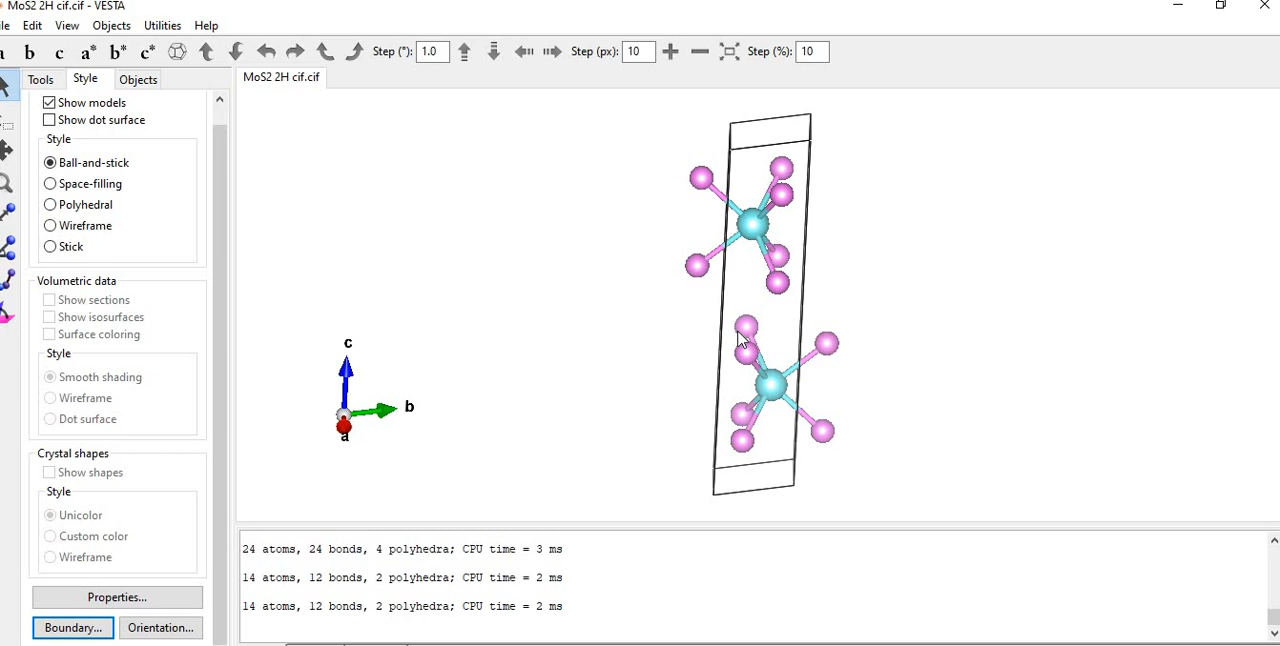 MoS2 2H cif.cif - VESTA
ile Edit View Objects Utilities Help
a b c a* b* c* Step (°): 1.0 Step (px): 10 Step (%): 10
Tools Style Objects
MoS2 2H cif.cif
Show models
Show dot surface
Style
Ball-and-stick
Space-filling
Polyhedral
Wireframe
Stick
Volumetric data
Show sections
Show isosurfaces
Surface coloring
Style
Smooth shading
Wireframe
Dot surface
Crystal shapes
Show shapes
Style
Unicolor
Custom color
Wireframe
Properties...
Boundary... Orientation...
c
b
a
24 atoms, 24 bonds, 4 polyhedra; CPU time = 3 ms
14 atoms, 12 bonds, 2 polyhedra; CPU time = 2 ms
14 atoms, 12 bonds, 2 polyhedra; CPU time = 2 ms